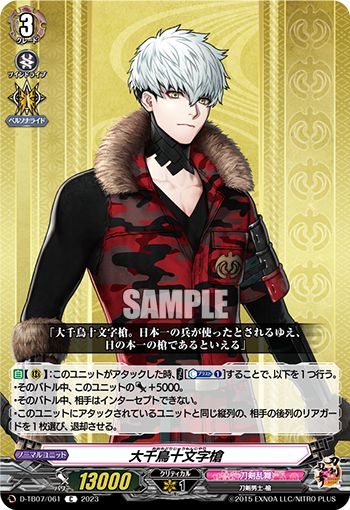 3
グレード
ツインドライブ
ペルソナライド
SAMPLE
「大千鳥十文字槍。日本一の兵が使ったとされるゆえ、
日の本一の槍であるといえる」
自【R】:このユニットがアタックした時、コスト【CB(1)】することで、以下を1つ行う。
・そのバトル中、このユニットの+5000。
・そのバトル中、相手はインターセプトできない。
・このユニットにアタックされているユニットと同じ縦列の、相手の後列のリアガー
ドを1枚選び、退却させる。
ノーマルユニット
大千鳥十文字槍
パワー 13000
クリティカル
1
刀剣乱舞
刀剣男士・槍
D-TB07/061 C 2023
©2015 EXNOA LLC/NITRO PLUS